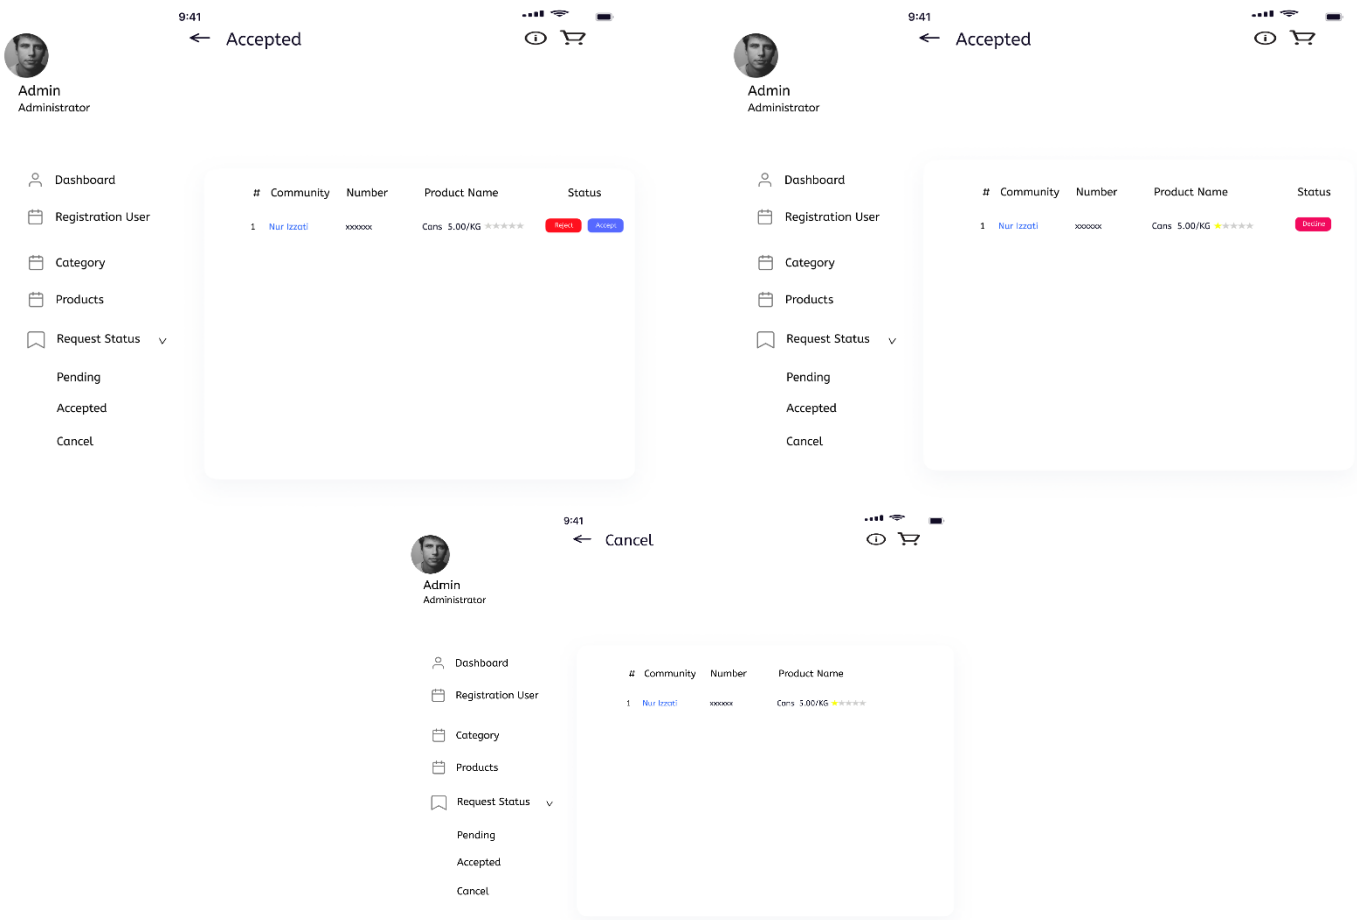 9:41
Accepted
Admin
Administrator
Dashboard
Registration User
Category
Products
Request Status
Pending
Accepted
Cancel
# Community Number Product Name Status
1 Nur Izzati xxxxxx Cans 5.00/KG Reject Accept
9:41
Accepted
Admin
Administrator
Dashboard
Registration User
Category
Products
Request Status
Pending
Accepted
Cancel
# Community Number Product Name Status
1 Nur Izzati xxxxxx Cans 5.00/KG Decline
9:41
Cancel
Admin
Administrator
Dashboard
Registration User
Category
Products
Request Status
Pending
Accepted
Cancel
# Community Number Product Name
1 Nur Izzati xxxxxx Cans 5.00/KG